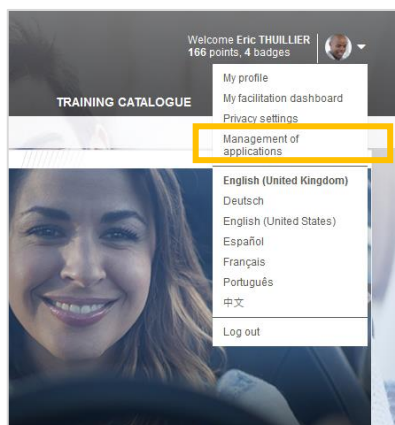 Welcome Eric THUILLIER
166 points, 4 badges
TRAINING CATALOGUE
My profile
My facilitation dashboard
Privacy settings
Management of
applications
English (United Kingdom)
Deutsch
English (United States)
Español
Français
Português
中文
Log out